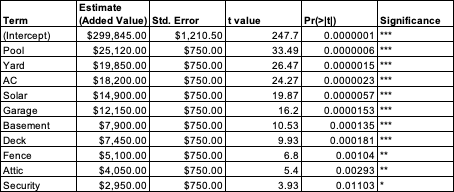 Term Estimate (Added Value) Std. Error t value Pr(>|t|) Significance
(Intercept) $299,845.00 $1,210.50 247.7 0.0000001 ***
Pool $25,120.00 $750.00 33.49 0.0000006 ***
Yard $19,850.00 $750.00 26.47 0.0000015 ***
AC $18,200.00 $750.00 24.27 0.0000023 ***
Solar $14,900.00 $750.00 19.87 0.0000057 ***
Garage $12,150.00 $750.00 16.2 0.0000153 ***
Basement $7,900.00 $750.00 10.53 0.000135 ***
Deck $7,450.00 $750.00 9.93 0.000181 ***
Fence $5,100.00 $750.00 6.8 0.00104 **
Attic $4,050.00 $750.00 5.4 0.00293 **
Security $2,950.00 $750.00 3.93 0.01103 *